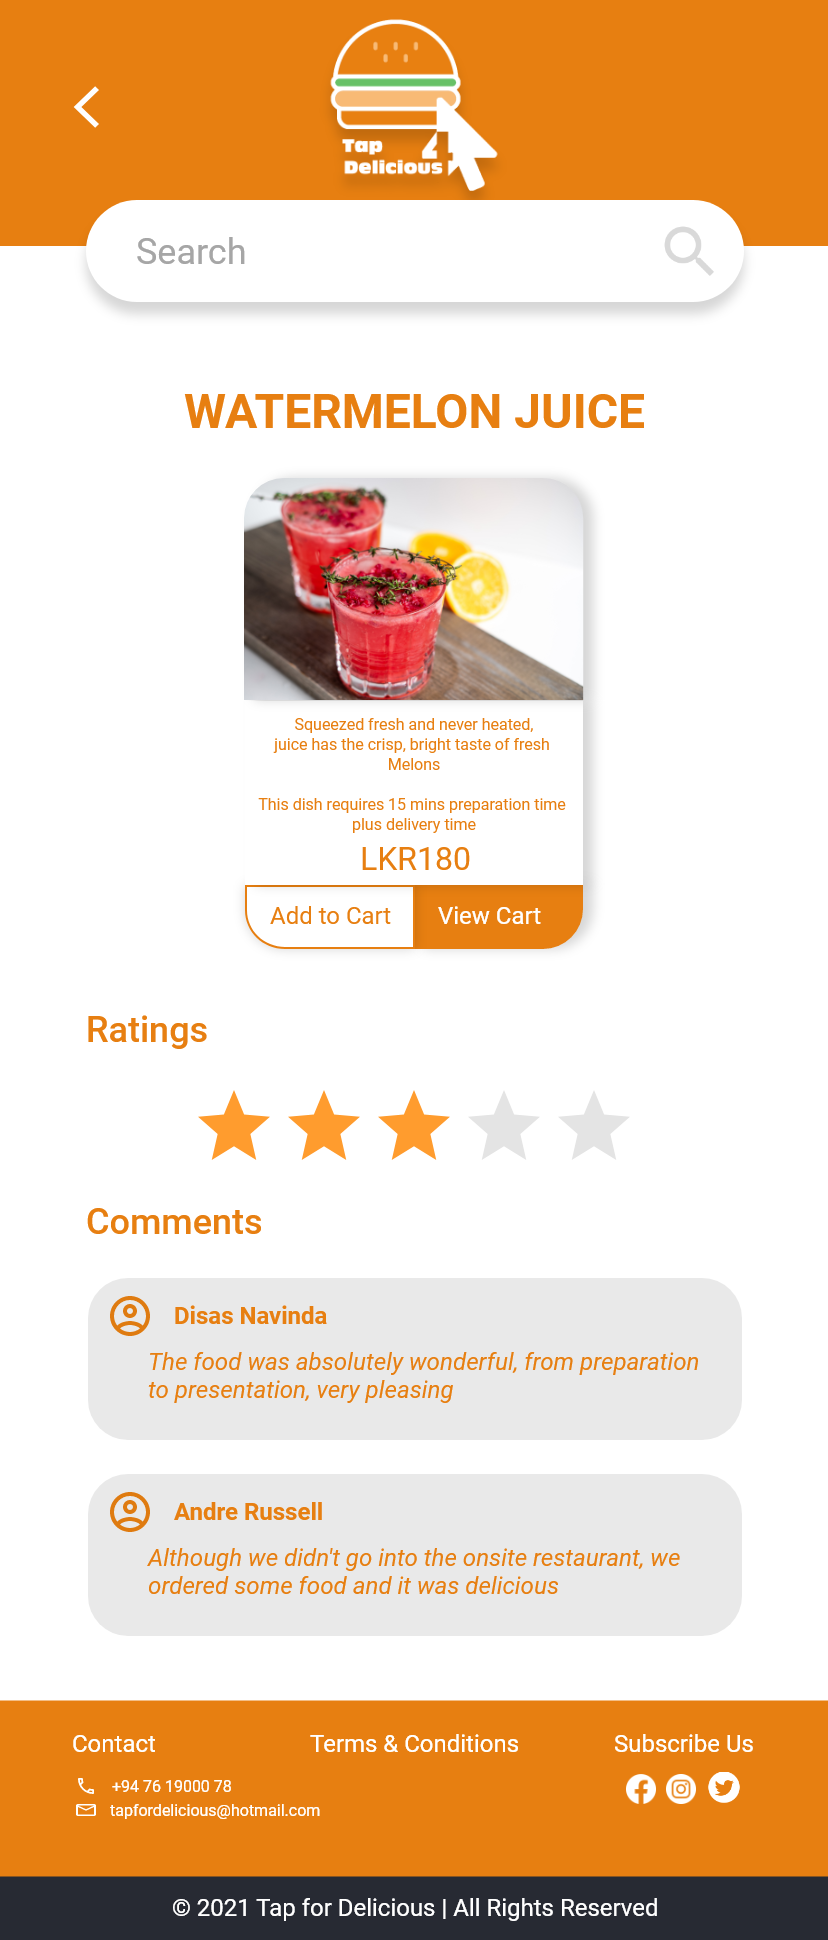 Tap 4
Delicious
Search
WATERMELON JUICE
Squeezed fresh and never heated,
juice has the crisp, bright taste of fresh
Melons
This dish requires 15 mins preparation time
plus delivery time
LKR180
Add to Cart
View Cart
Ratings
Comments
Disas Navinda
The food was absolutely wonderful, from preparation
to presentation, very pleasing
Andre Russell
Although we didn't go into the onsite restaurant, we
ordered some food and it was delicious
Contact
Terms & Conditions
Subscribe Us
+94 76 19000 78
tapfordelicious@hotmail.com
© 2021 Tap for Delicious | All Rights Reserved